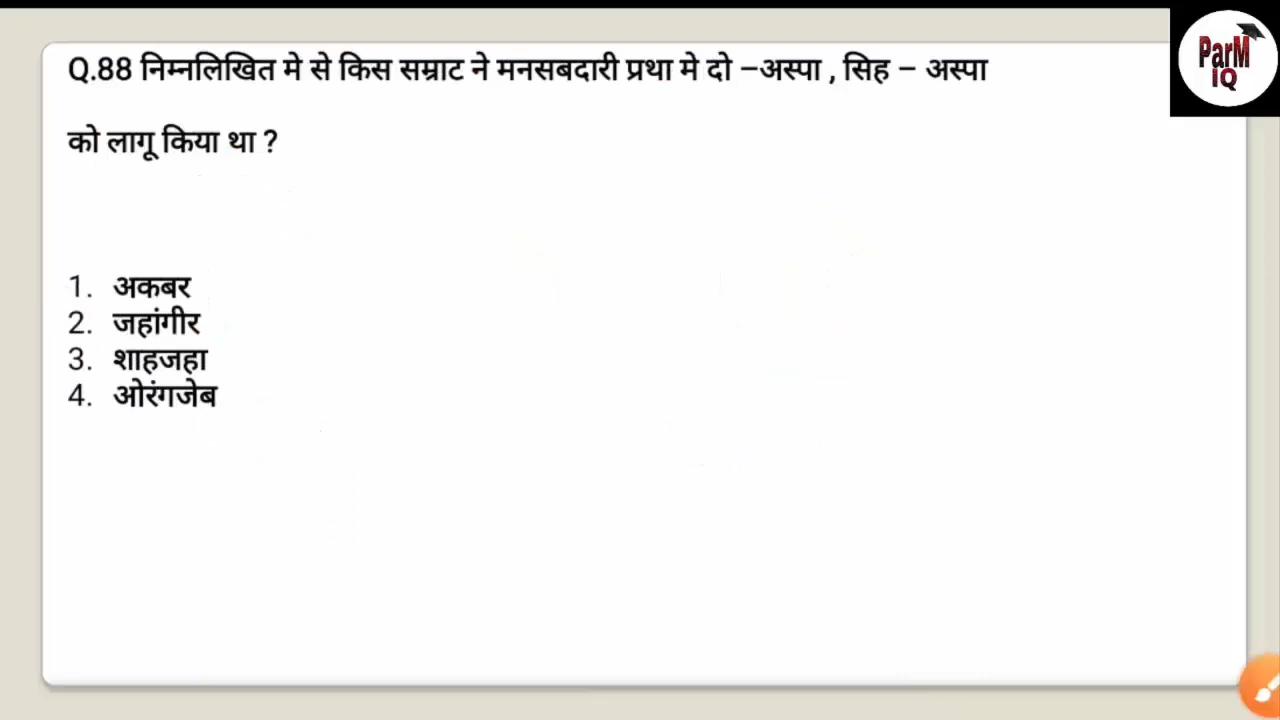 ParM
IQ
Q.88 निम्नलिखित मे से किस सम्राट ने मनसबदारी प्रथा मे दो –अस्पा , सिह – अस्पा
को लागू किया था ?
1. अकबर
2. जहांगीर
3. शाहजहा
4. ओरंगजेब